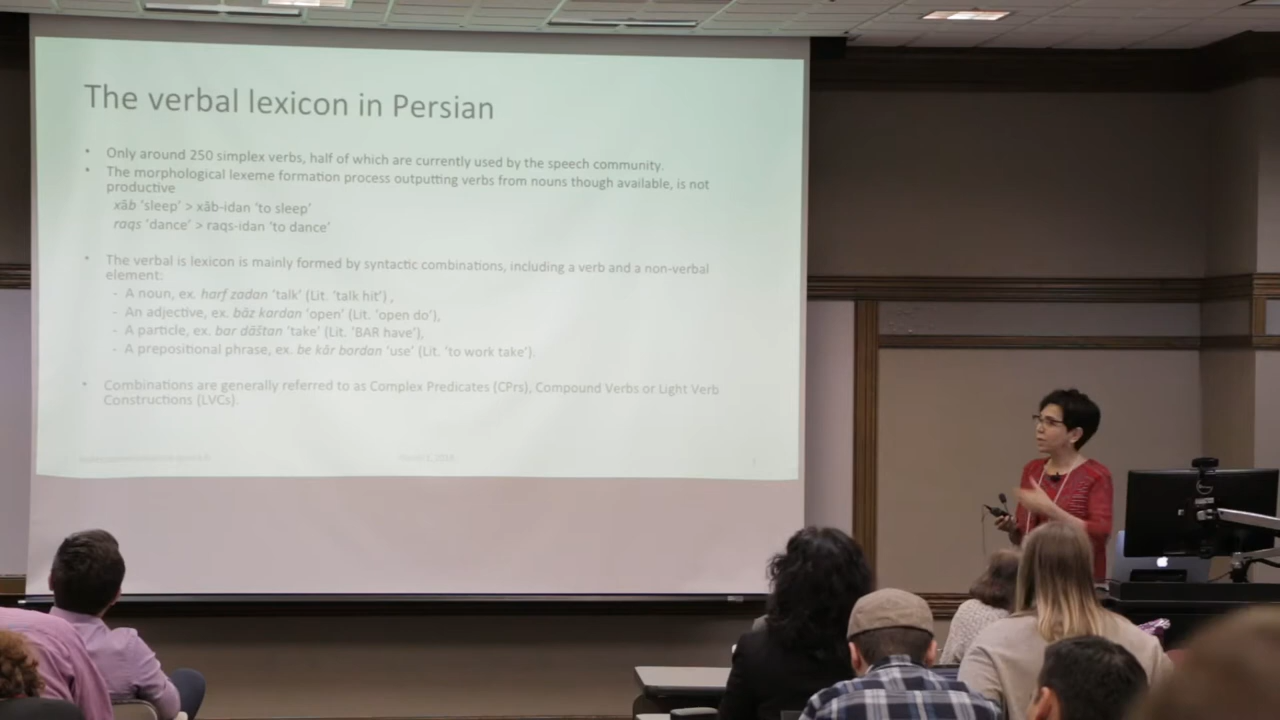 The verbal lexicon in Persian
• Only around 250 simplex verbs, half of which are currently used by the speech community.
• The morphological lexeme formation process outputting verbs from nouns though available, is not
productive
xāb 'sleep' > xāb-idan 'to sleep'
raqs 'dance' > raqs-idan 'to dance'
• The verbal is lexicon is mainly formed by syntactic combinations, including a verb and a non-verbal
element:
- A noun, ex. harf zadan 'talk' (Lit. 'talk hit') ,
- An adjective, ex. bāz kardan 'open' (Lit. 'open do'),
- A particle, ex. bar dāštan 'take' (Lit. 'BAR have'),
- A prepositional phrase, ex. be kār bordan 'use' (Lit. 'to work take').
• Combinations are generally referred to as Complex Predicates (CPrs), Compound Verbs or Light Verb
Constructions (LVCs).